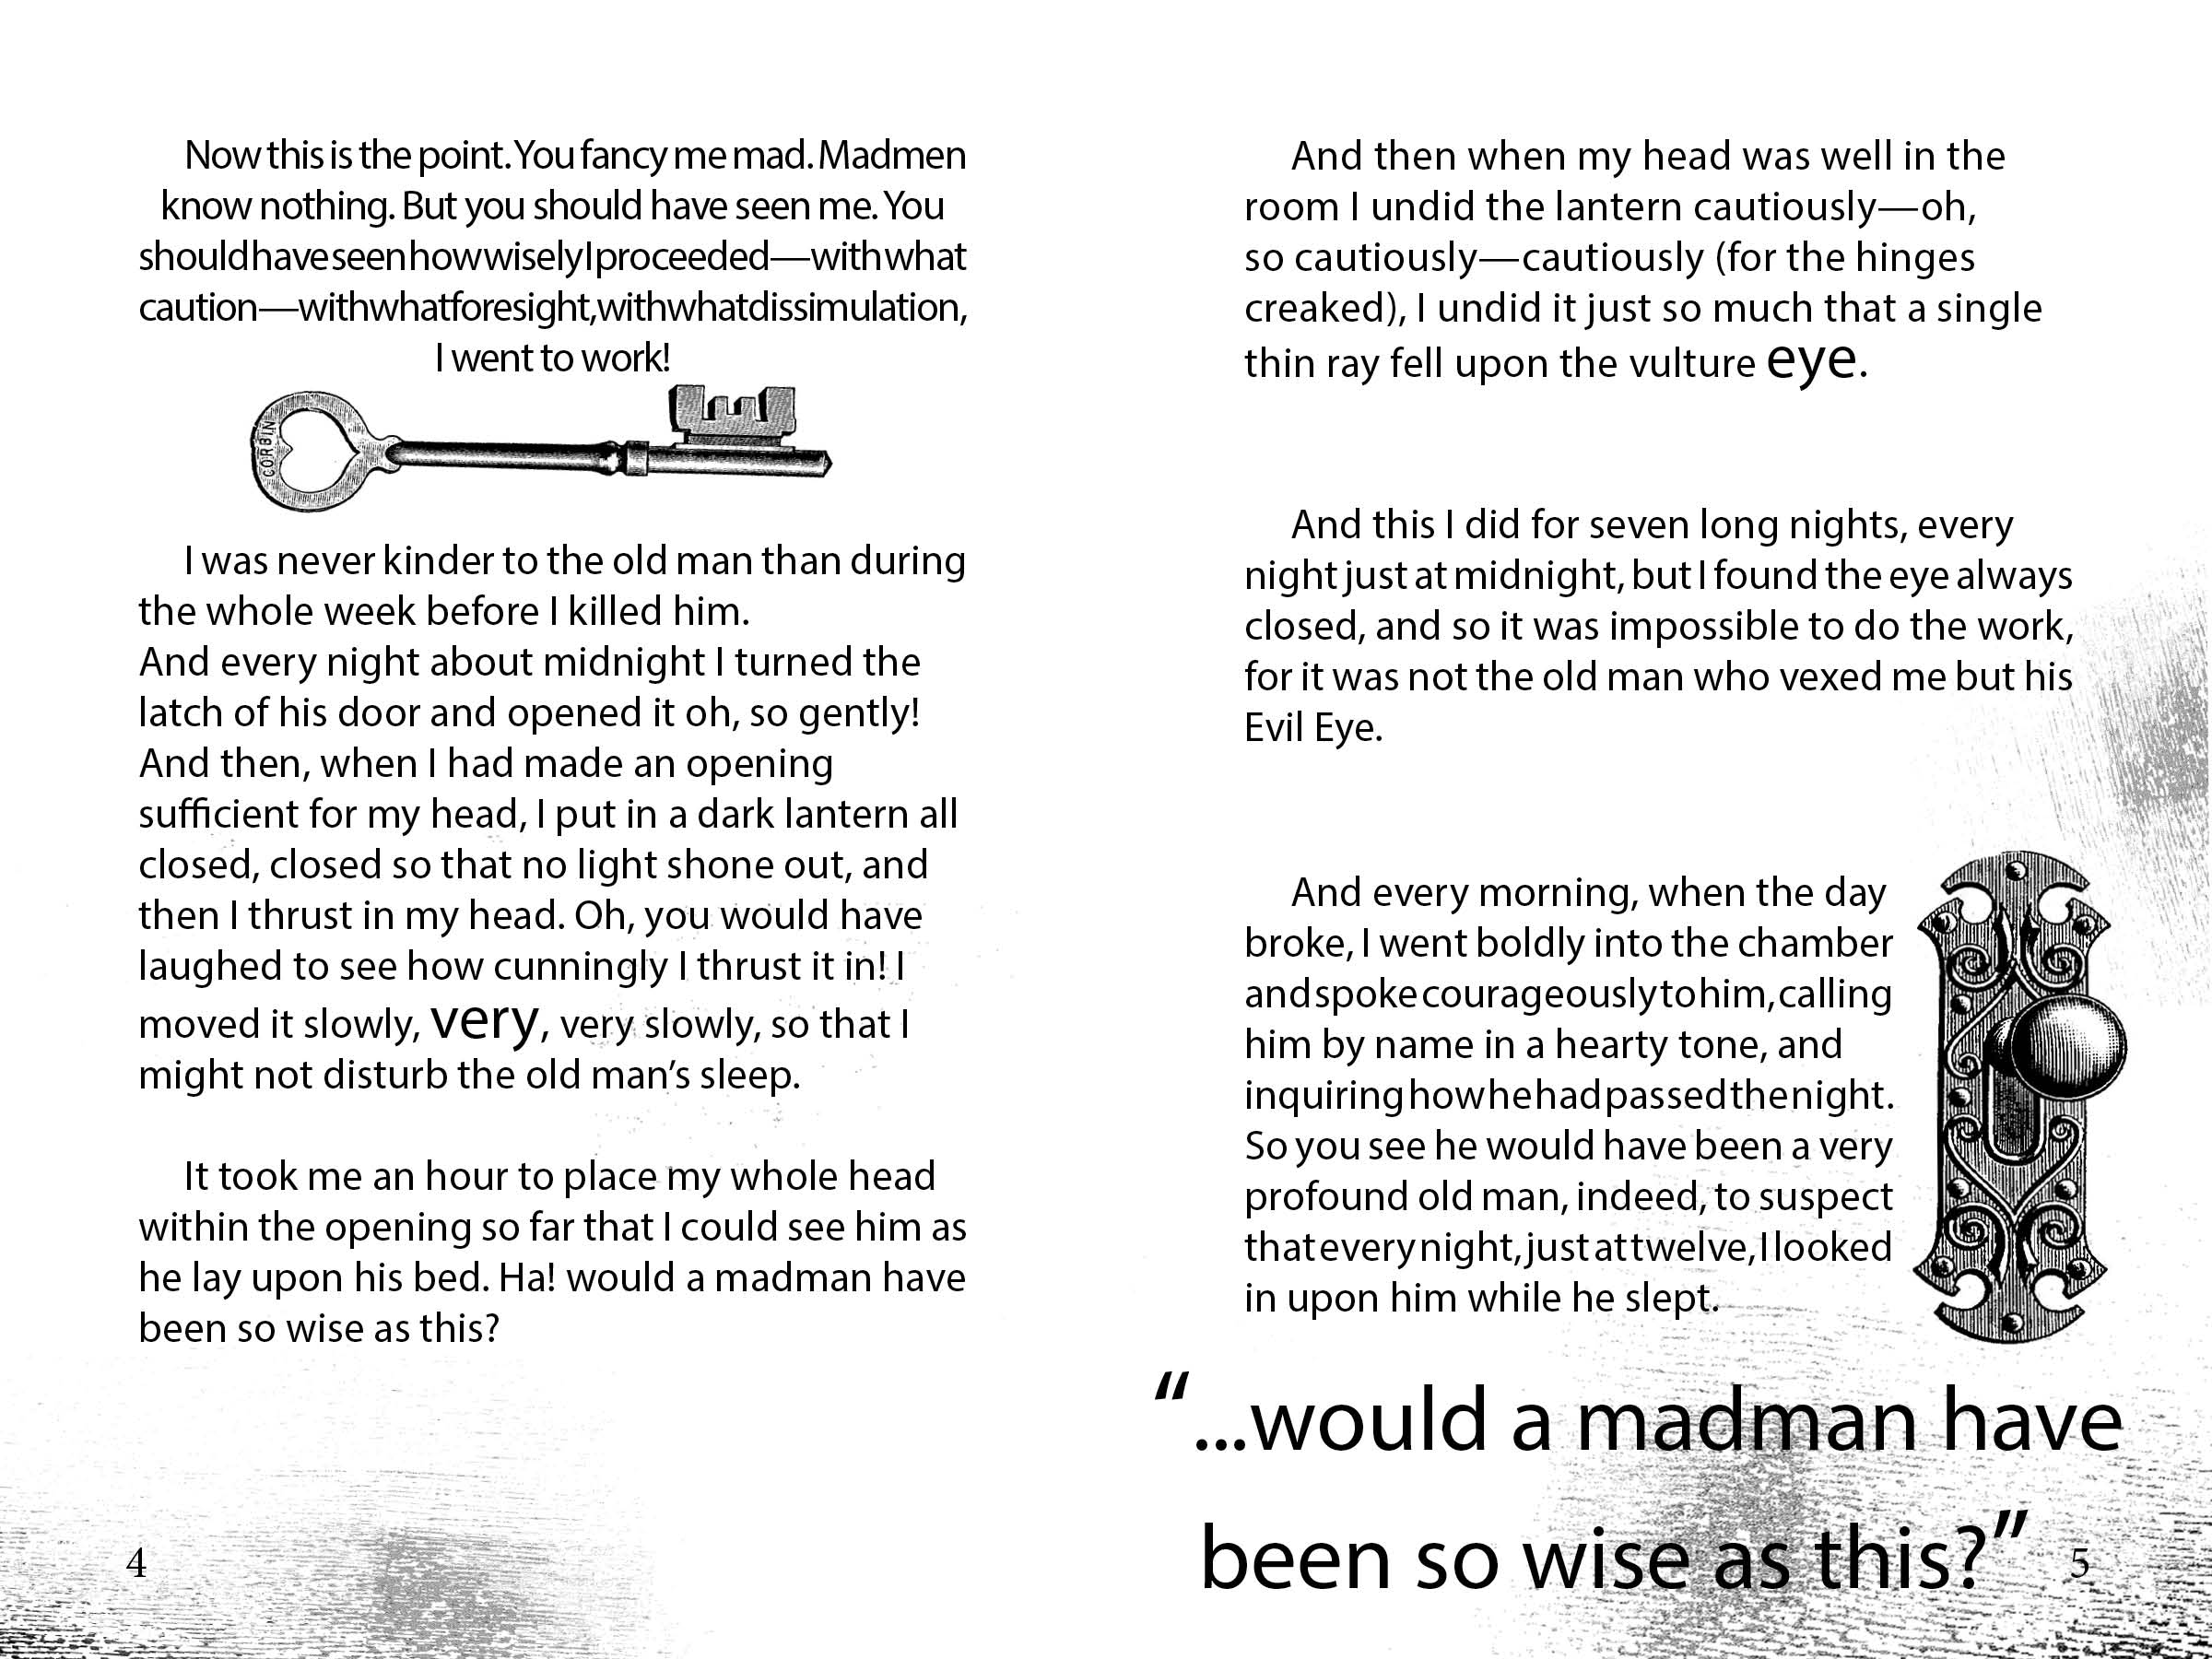 Now this is the point. You fancy me mad. Madmen
know nothing. But you should have seen me. You
should have seen how wisely I proceeded—with what
caution—with what foresight, with what dissimulation,
I went to work!
CORBIN
I was never kinder to the old man than during
the whole week before I killed him.
And every night about midnight I turned the
latch of his door and opened it oh, so gently!
And then, when I had made an opening
sufficient for my head, I put in a dark lantern all
closed, closed so that no light shone out, and
then I thrust in my head. Oh, you would have
laughed to see how cunningly I thrust it in! I
moved it slowly, very, very slowly, so that I
might not disturb the old man’s sleep.
It took me an hour to place my whole head
within the opening so far that I could see him as
he lay upon his bed. Ha! would a madman have
been so wise as this?
4
And then when my head was well in the
room I undid the lantern cautiously—oh,
so cautiously—cautiously (for the hinges
creaked), I undid it just so much that a single
thin ray fell upon the vulture eye.
And this I did for seven long nights, every
night just at midnight, but I found the eye always
closed, and so it was impossible to do the work,
for it was not the old man who vexed me but his
Evil Eye.
And every morning, when the day
broke, I went boldly into the chamber
and spoke courageously to him, calling
him by name in a hearty tone, and
inquiring how he had passed the night.
So you see he would have been a very
profound old man, indeed, to suspect
that every night, just at twelve, I looked
in upon him while he slept.
“...would a madman have
been so wise as this?”
5